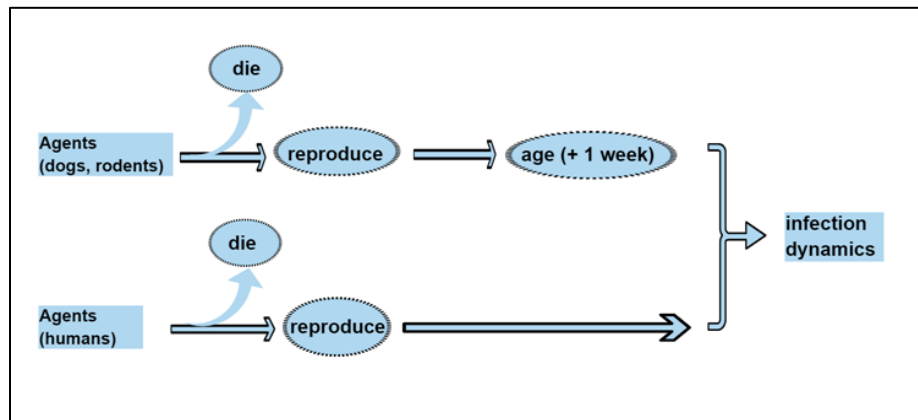 die
Agents
(dogs, rodents)
reproduce
age (+ 1 week)
die
infection
dynamics
Agents
(humans)
reproduce